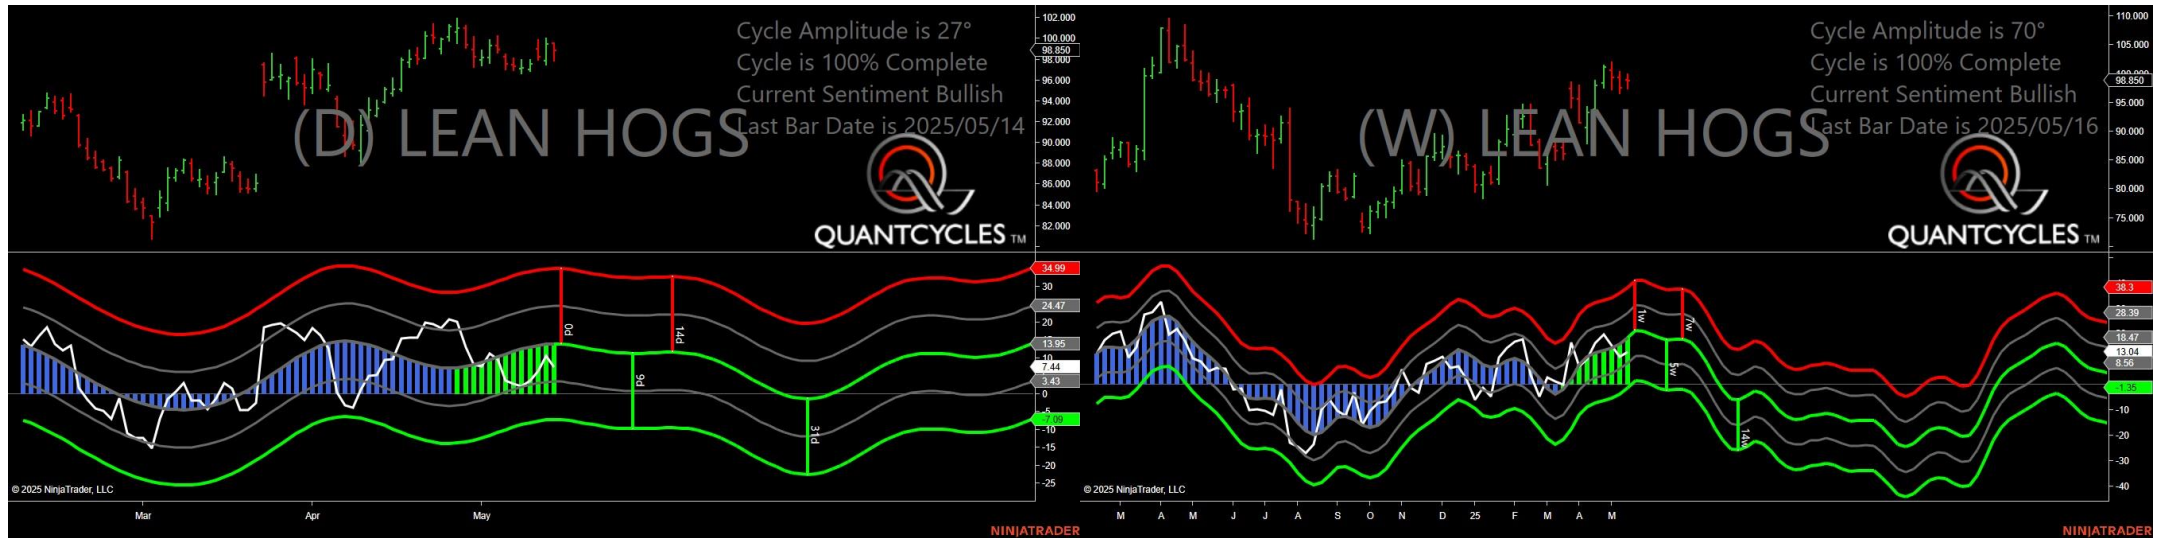 Cycle Amplitude is 27°
Cycle is 100% Complete
Current Sentiment Bullish
Last Bar Date is 2025/05/14
(D) LEAN HOGS
QUANTCYCLES TM
102.000
100.000
98.850
98.000
96.000
94.000
92.000
90.000
88.000
86.000
84.000
82.000
34.99
30
24.47
20
13.95
10
7.44
3.43
0
-5
-7.09
-10
-15
-20
-25
0d
14d
9d
31d
© 2025 NinjaTrader, LLC
Mar
Apr
May
NINJATRADER
Cycle Amplitude is 70°
Cycle is 100% Complete
Current Sentiment Bullish
Last Bar Date is 2025/05/16
(W) LEAN HOGS
QUANTCYCLES TM
110.000
105.000
98.850
95.000
90.000
85.000
80.000
75.000
38.3
28.39
18.47
13.04
8.56
-1.35
-10
-20
-30
-40
1w
7w
5w
14w
© 2025 NinjaTrader, LLC
M A M J J A S O N D 25 F M A M
NINJATRADER